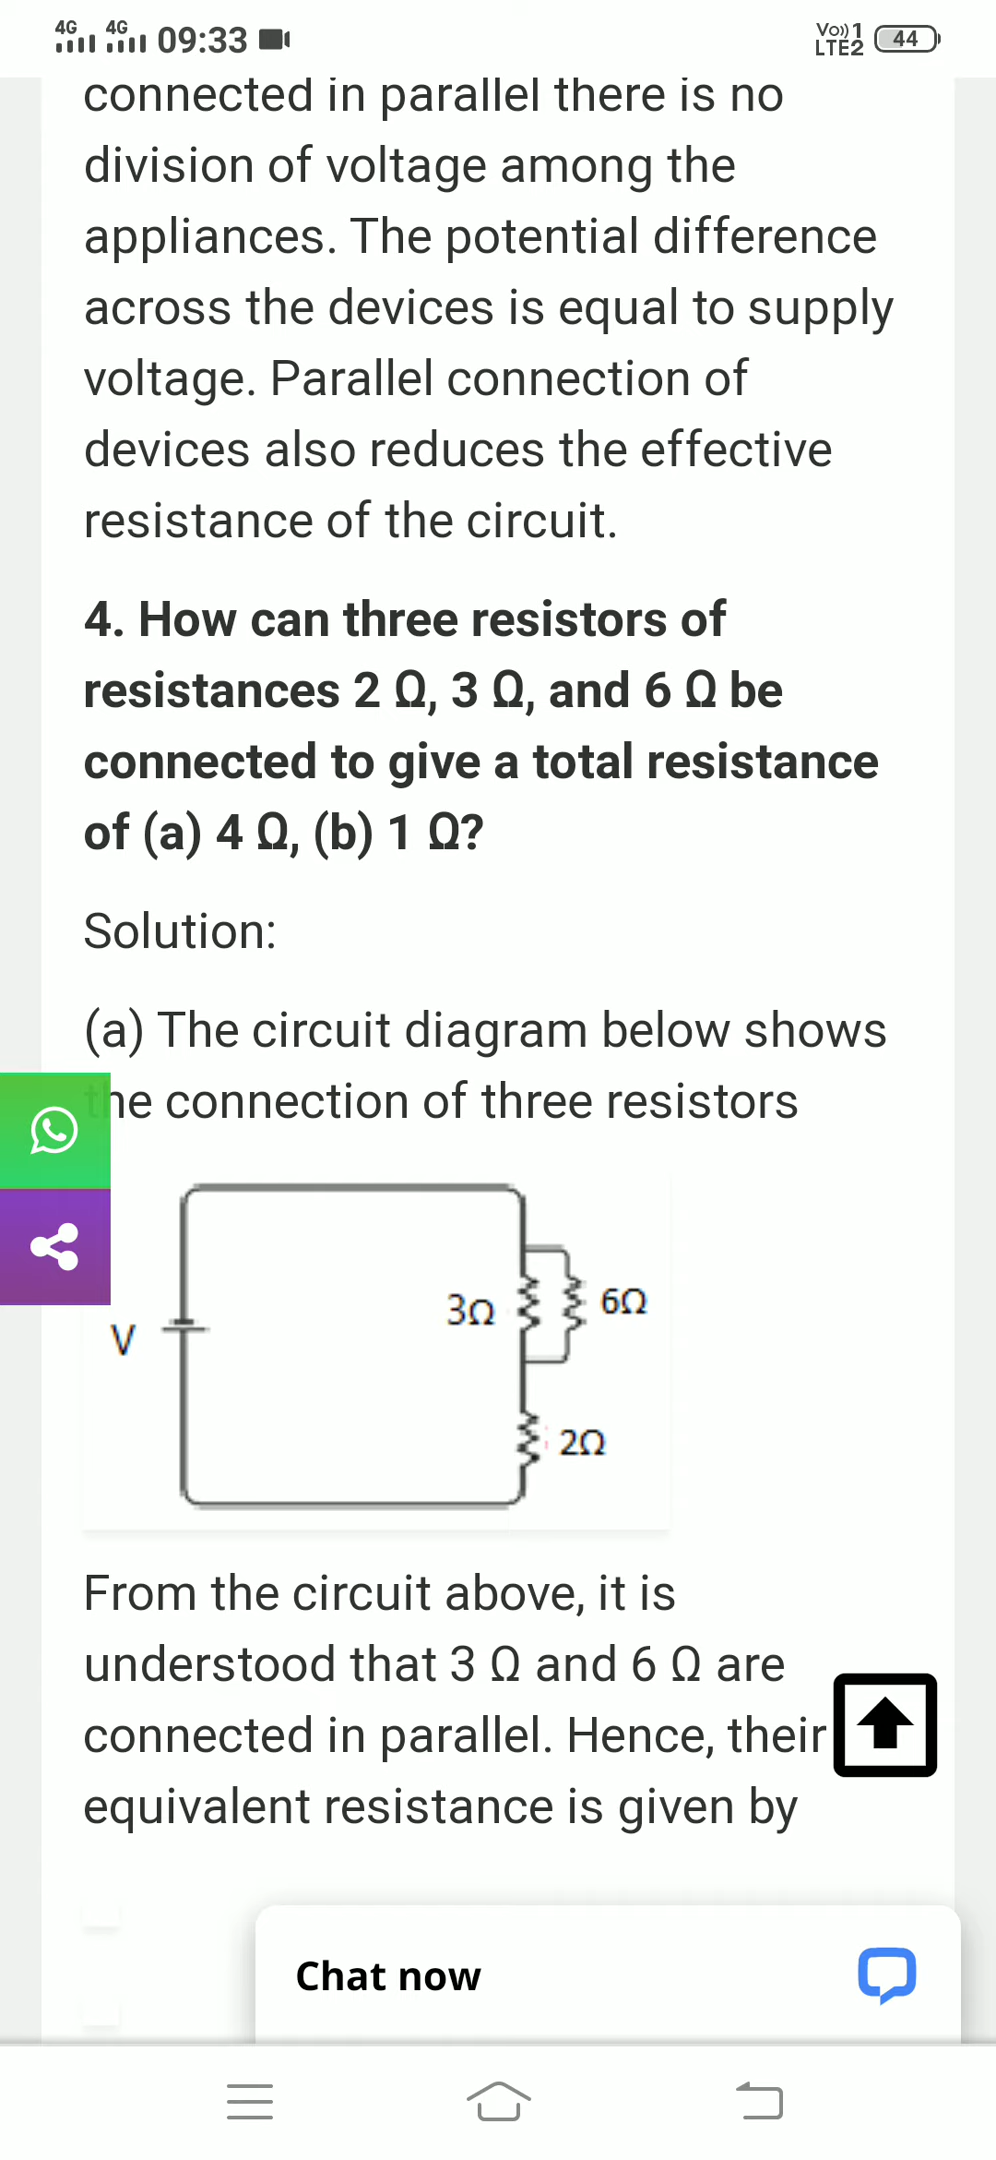 4G 4G 09:33
Vo)) 1
LTE2 44
connected in parallel there is no
division of voltage among the
appliances. The potential difference
across the devices is equal to supply
voltage. Parallel connection of
devices also reduces the effective
resistance of the circuit.
4. How can three resistors of
resistances 2 Ω, 3 Ω, and 6 Ω be
connected to give a total resistance
of (a) 4 Ω, (b) 1 Ω?
Solution:
(a) The circuit diagram below shows
the connection of three resistors
3Ω 6Ω
V
2Ω
From the circuit above, it is
understood that 3 Ω and 6 Ω are
connected in parallel. Hence, their
equivalent resistance is given by
Chat now